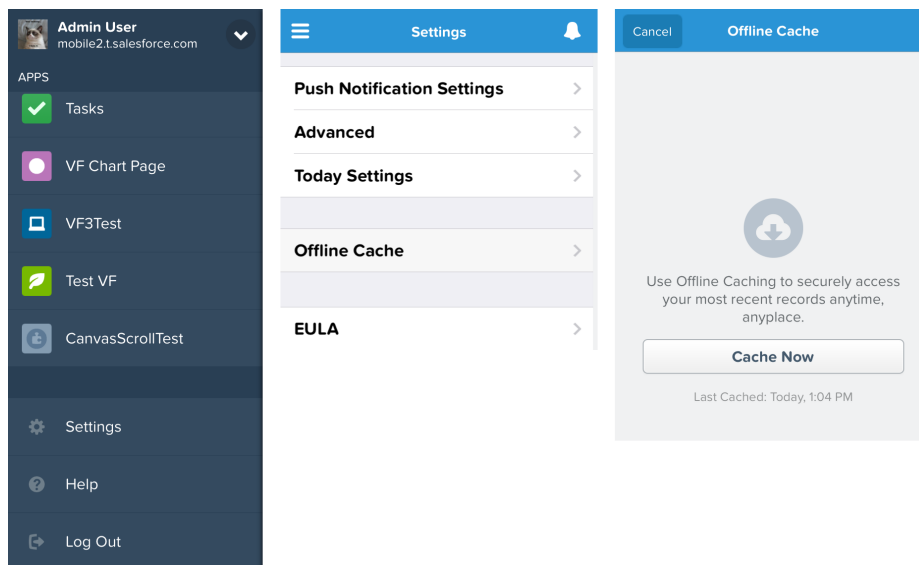 Admin User
mobile2.t.salesforce.com
APPS
Tasks
VF Chart Page
VF3Test
Test VF
CanvasScrollTest
Settings
Help
Log Out
Settings
Push Notification Settings
Advanced
Today Settings
Offline Cache
EULA
Cancel
Offline Cache
Use Offline Caching to securely access
your most recent records anytime,
anyplace.
Cache Now
Last Cached: Today, 1:04 PM